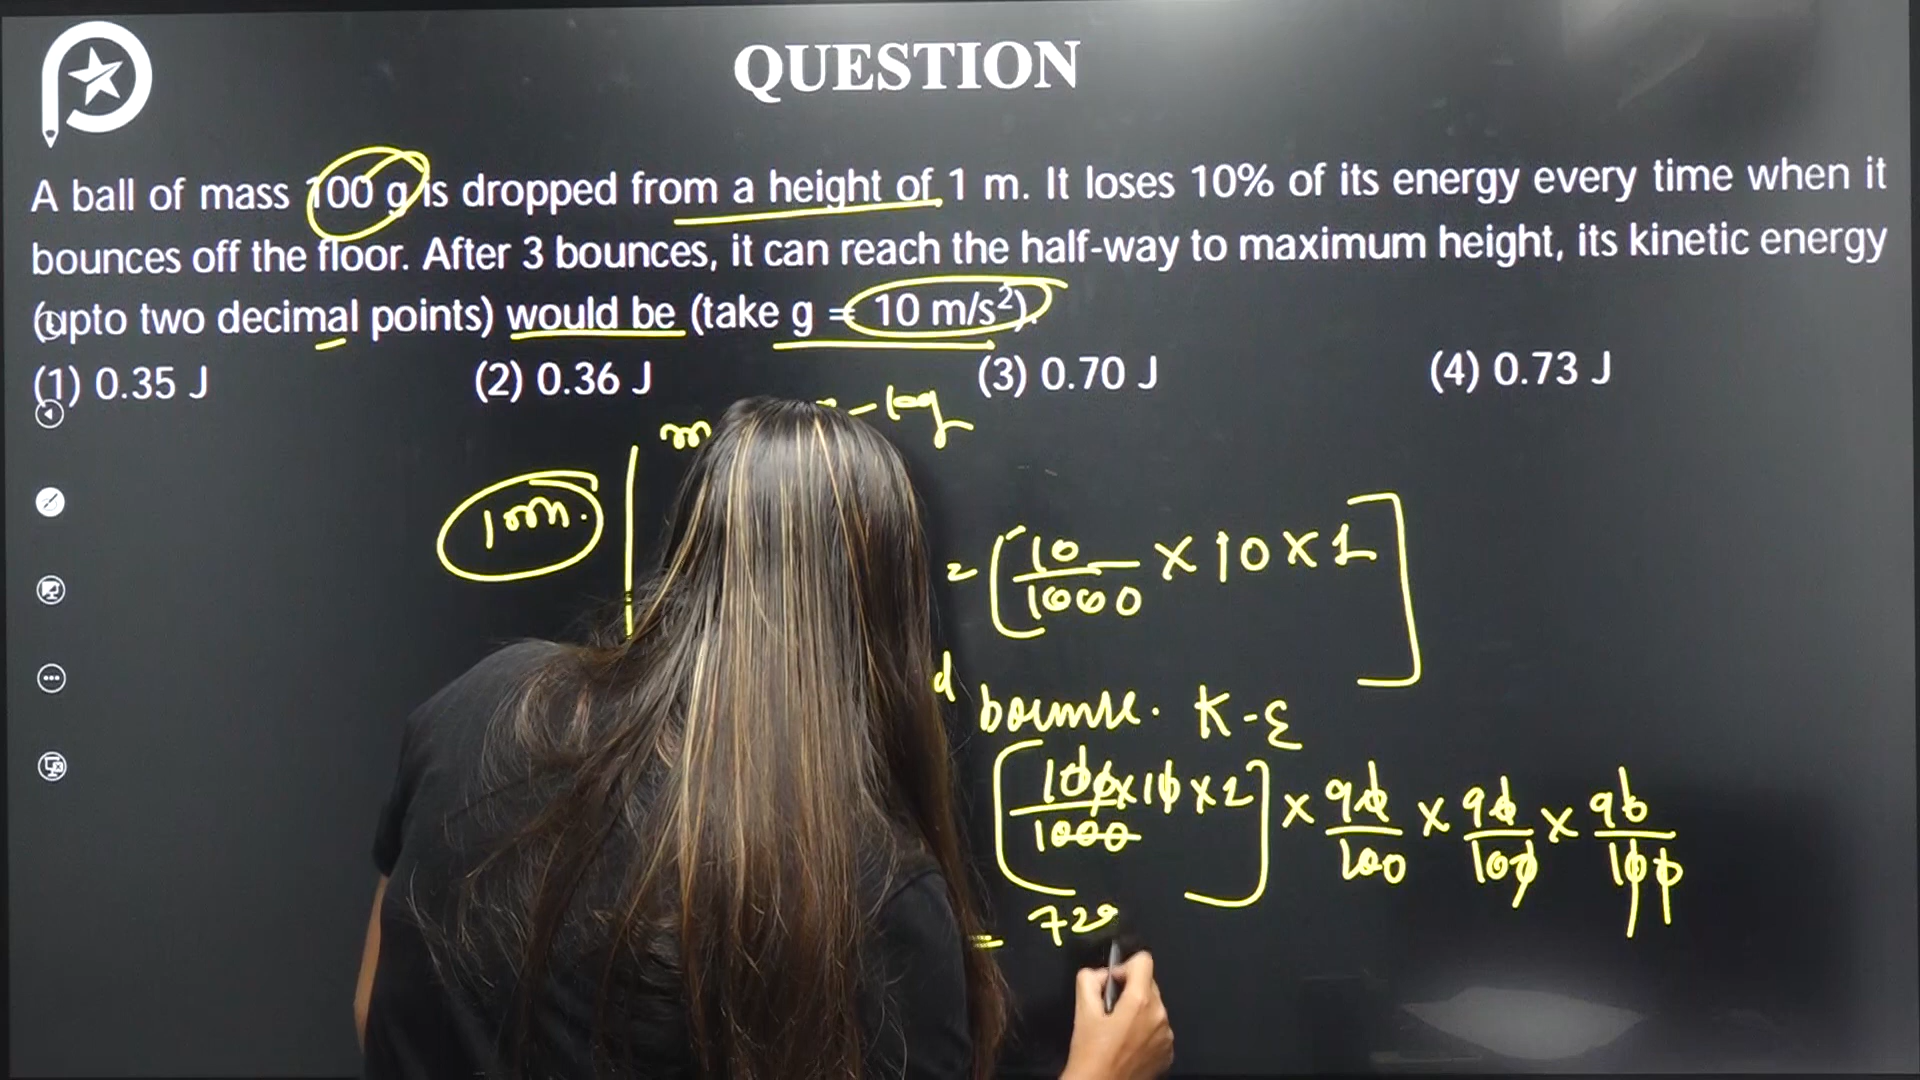 QUESTION
A ball of mass 100 g is dropped from a height of 1 m. It loses 10% of its energy every time when it
bounces off the floor. After 3 bounces, it can reach the half-way to maximum height, its kinetic energy
(upto two decimal points) would be (take g = 10 m/s²).
(1) 0.35 J (2) 0.36 J (3) 0.70 J (4) 0.73 J
1m.
= [10/1000 × 10 × 1]
bounce. K-E
[100×10×1/1000] × 90/100 × 90/100 × 90/100
= 729